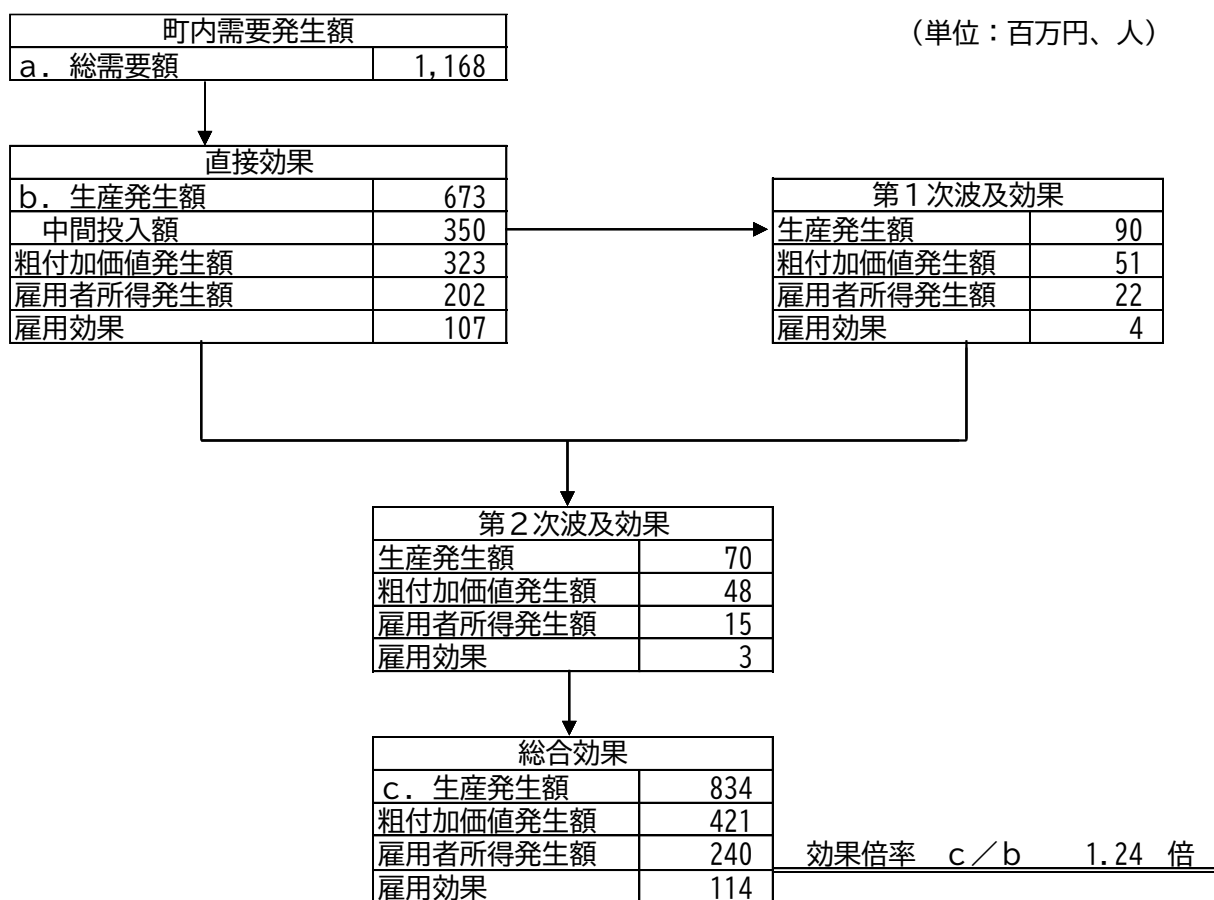 町内需要発生額
（単位：百万円、人）
ａ．総需要額 1,168
直接効果
ｂ．生産発生額 673
中間投入額 350
粗付加価値発生額 323
雇用者所得発生額 202
雇用効果 107
第１次波及効果
生産発生額 90
粗付加価値発生額 51
雇用者所得発生額 22
雇用効果 4
第２次波及効果
生産発生額 70
粗付加価値発生額 48
雇用者所得発生額 15
雇用効果 3
総合効果
ｃ．生産発生額 834
粗付加価値発生額 421
雇用者所得発生額 240
雇用効果 114
効果倍率 ｃ／ｂ 1.24 倍